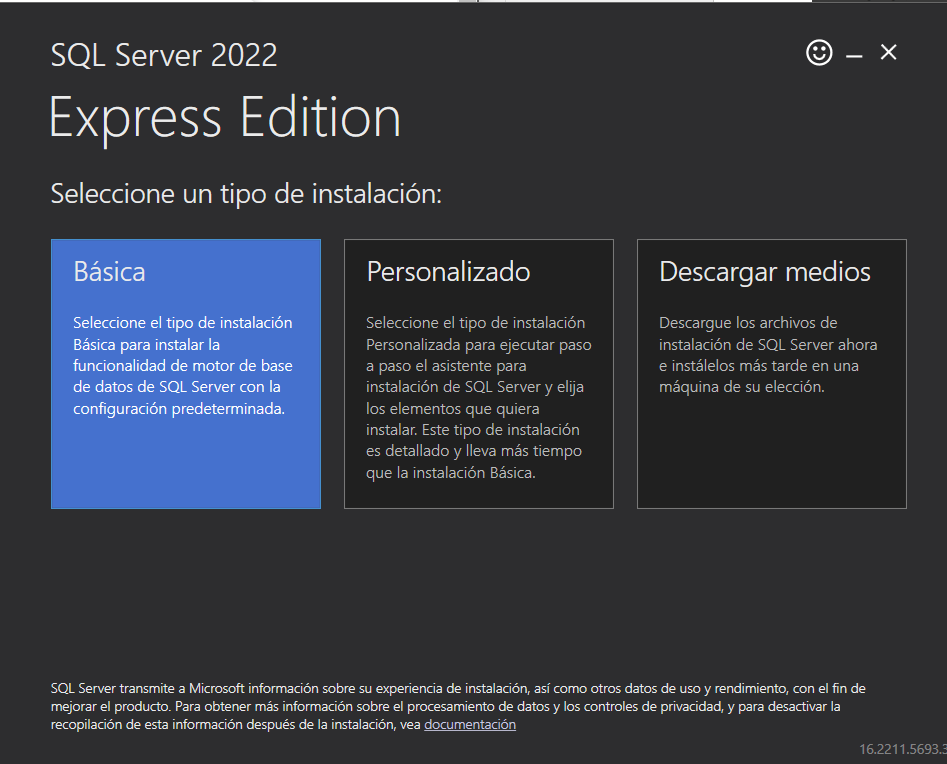 SQL Server 2022
Express Edition
Seleccione un tipo de instalación:
Básica
Seleccione el tipo de instalación
Básica para instalar la
funcionalidad de motor de base
de datos de SQL Server con la
configuración predeterminada.
Personalizado
Seleccione el tipo de instalación
Personalizada para ejecutar paso
a paso el asistente para
instalación de SQL Server y elija
los elementos que quiera
instalar. Este tipo de instalación
es detallado y lleva más tiempo
que la instalación Básica.
Descargar medios
Descargue los archivos de
instalación de SQL Server ahora
e instálelos más tarde en una
máquina de su elección.
SQL Server transmite a Microsoft información sobre su experiencia de instalación, así como otros datos de uso y rendimiento, con el fin de
mejorar el producto. Para obtener más información sobre el procesamiento de datos y los controles de privacidad, y para desactivar la
recopilación de esta información después de la instalación, vea documentación
16.2211.5693.3